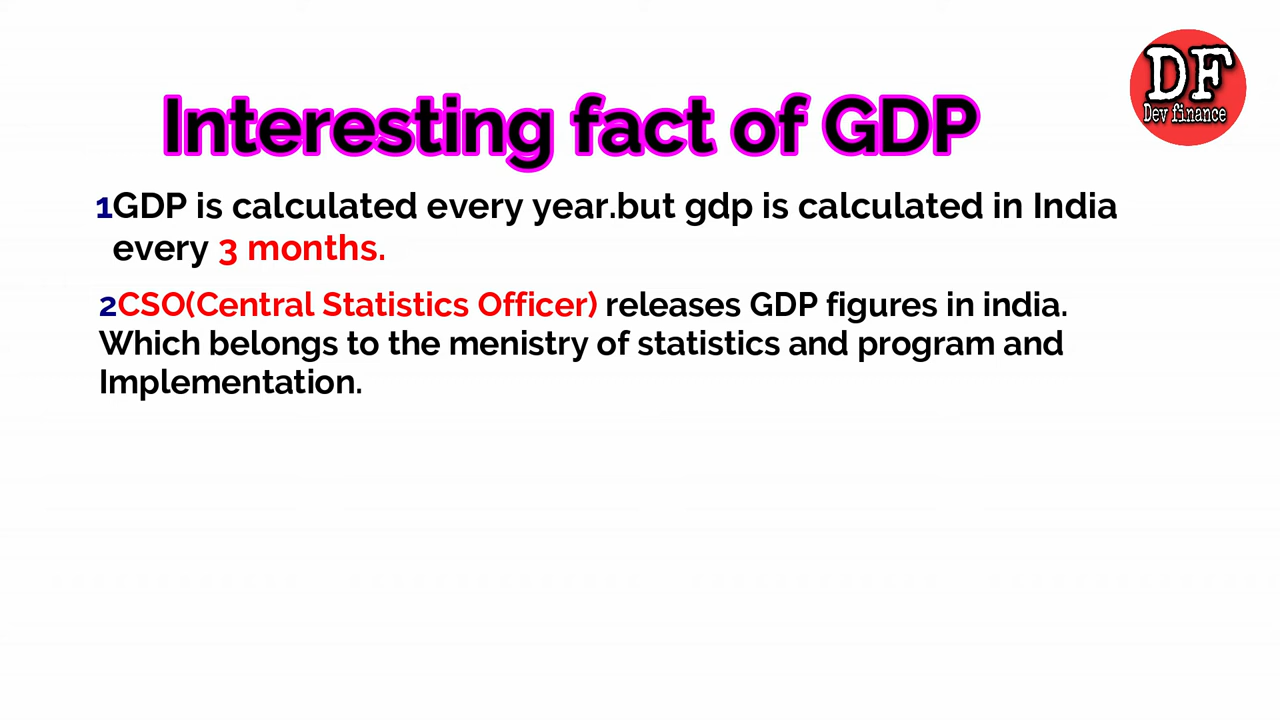 DF
Dev finance
Interesting fact of GDP
1GDP is calculated every year.but gdp is calculated in India
every 3 months.
2CSO(Central Statistics Officer) releases GDP figures in india.
Which belongs to the menistry of statistics and program and
Implementation.